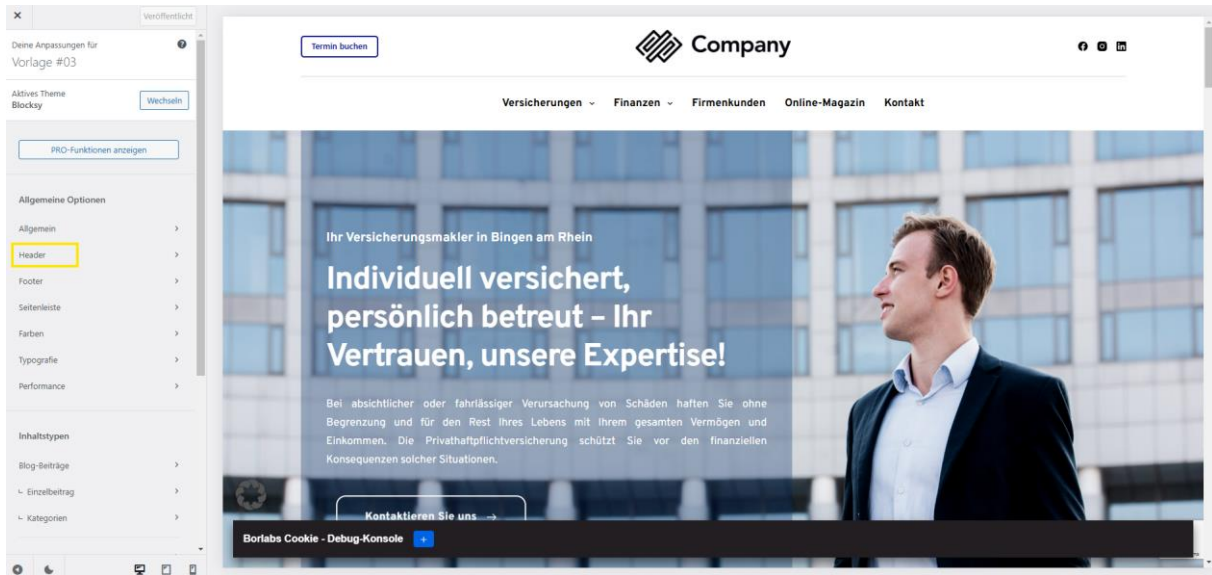 Veröffentlicht
Deine Anpassungen für
Vorlage #03
Aktives Theme
Blocksy
Wechseln
PRO-Funktionen anzeigen
Allgemeine Optionen
Allgemein
Header
Footer
Seitenleiste
Farben
Typografie
Performance
Inhaltstypen
Blog-Beiträge
Einzelbeitrag
Kategorien
Termin buchen
Company
Versicherungen Finanzen Firmenkunden Online-Magazin Kontakt
Ihr Versicherungsmakler in Bingen am Rhein
Individuell versichert,
persönlich betreut – Ihr
Vertrauen, unsere Expertise!
Bei absichtlicher oder fahrlässiger Verursachung von Schäden haften Sie ohne
Begrenzung und für den Rest Ihres Lebens mit Ihrem gesamten Vermögen und
Einkommen. Die Privathaftpflichtversicherung schützt Sie vor den finanziellen
Konsequenzen solcher Situationen.
Kontaktieren Sie uns →
Borlabs Cookie - Debug-Konsole +